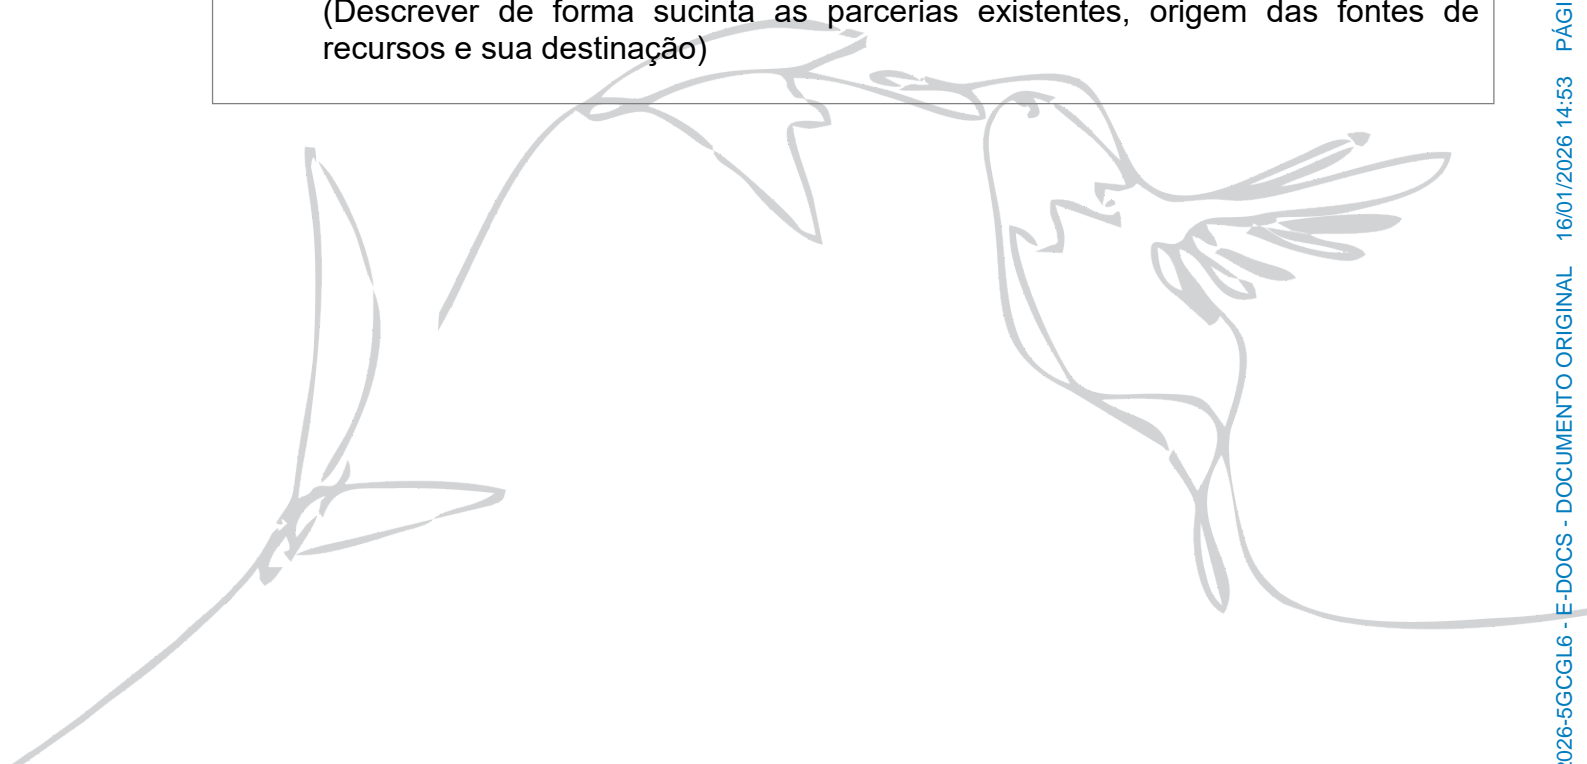 (Descrever de forma sucinta as parcerias existentes, origem das fontes de
recursos e sua destinação)
026-5GCGL6 - E-DOCS - DOCUMENTO ORIGINAL 16/01/2026 14:53 PÁGI